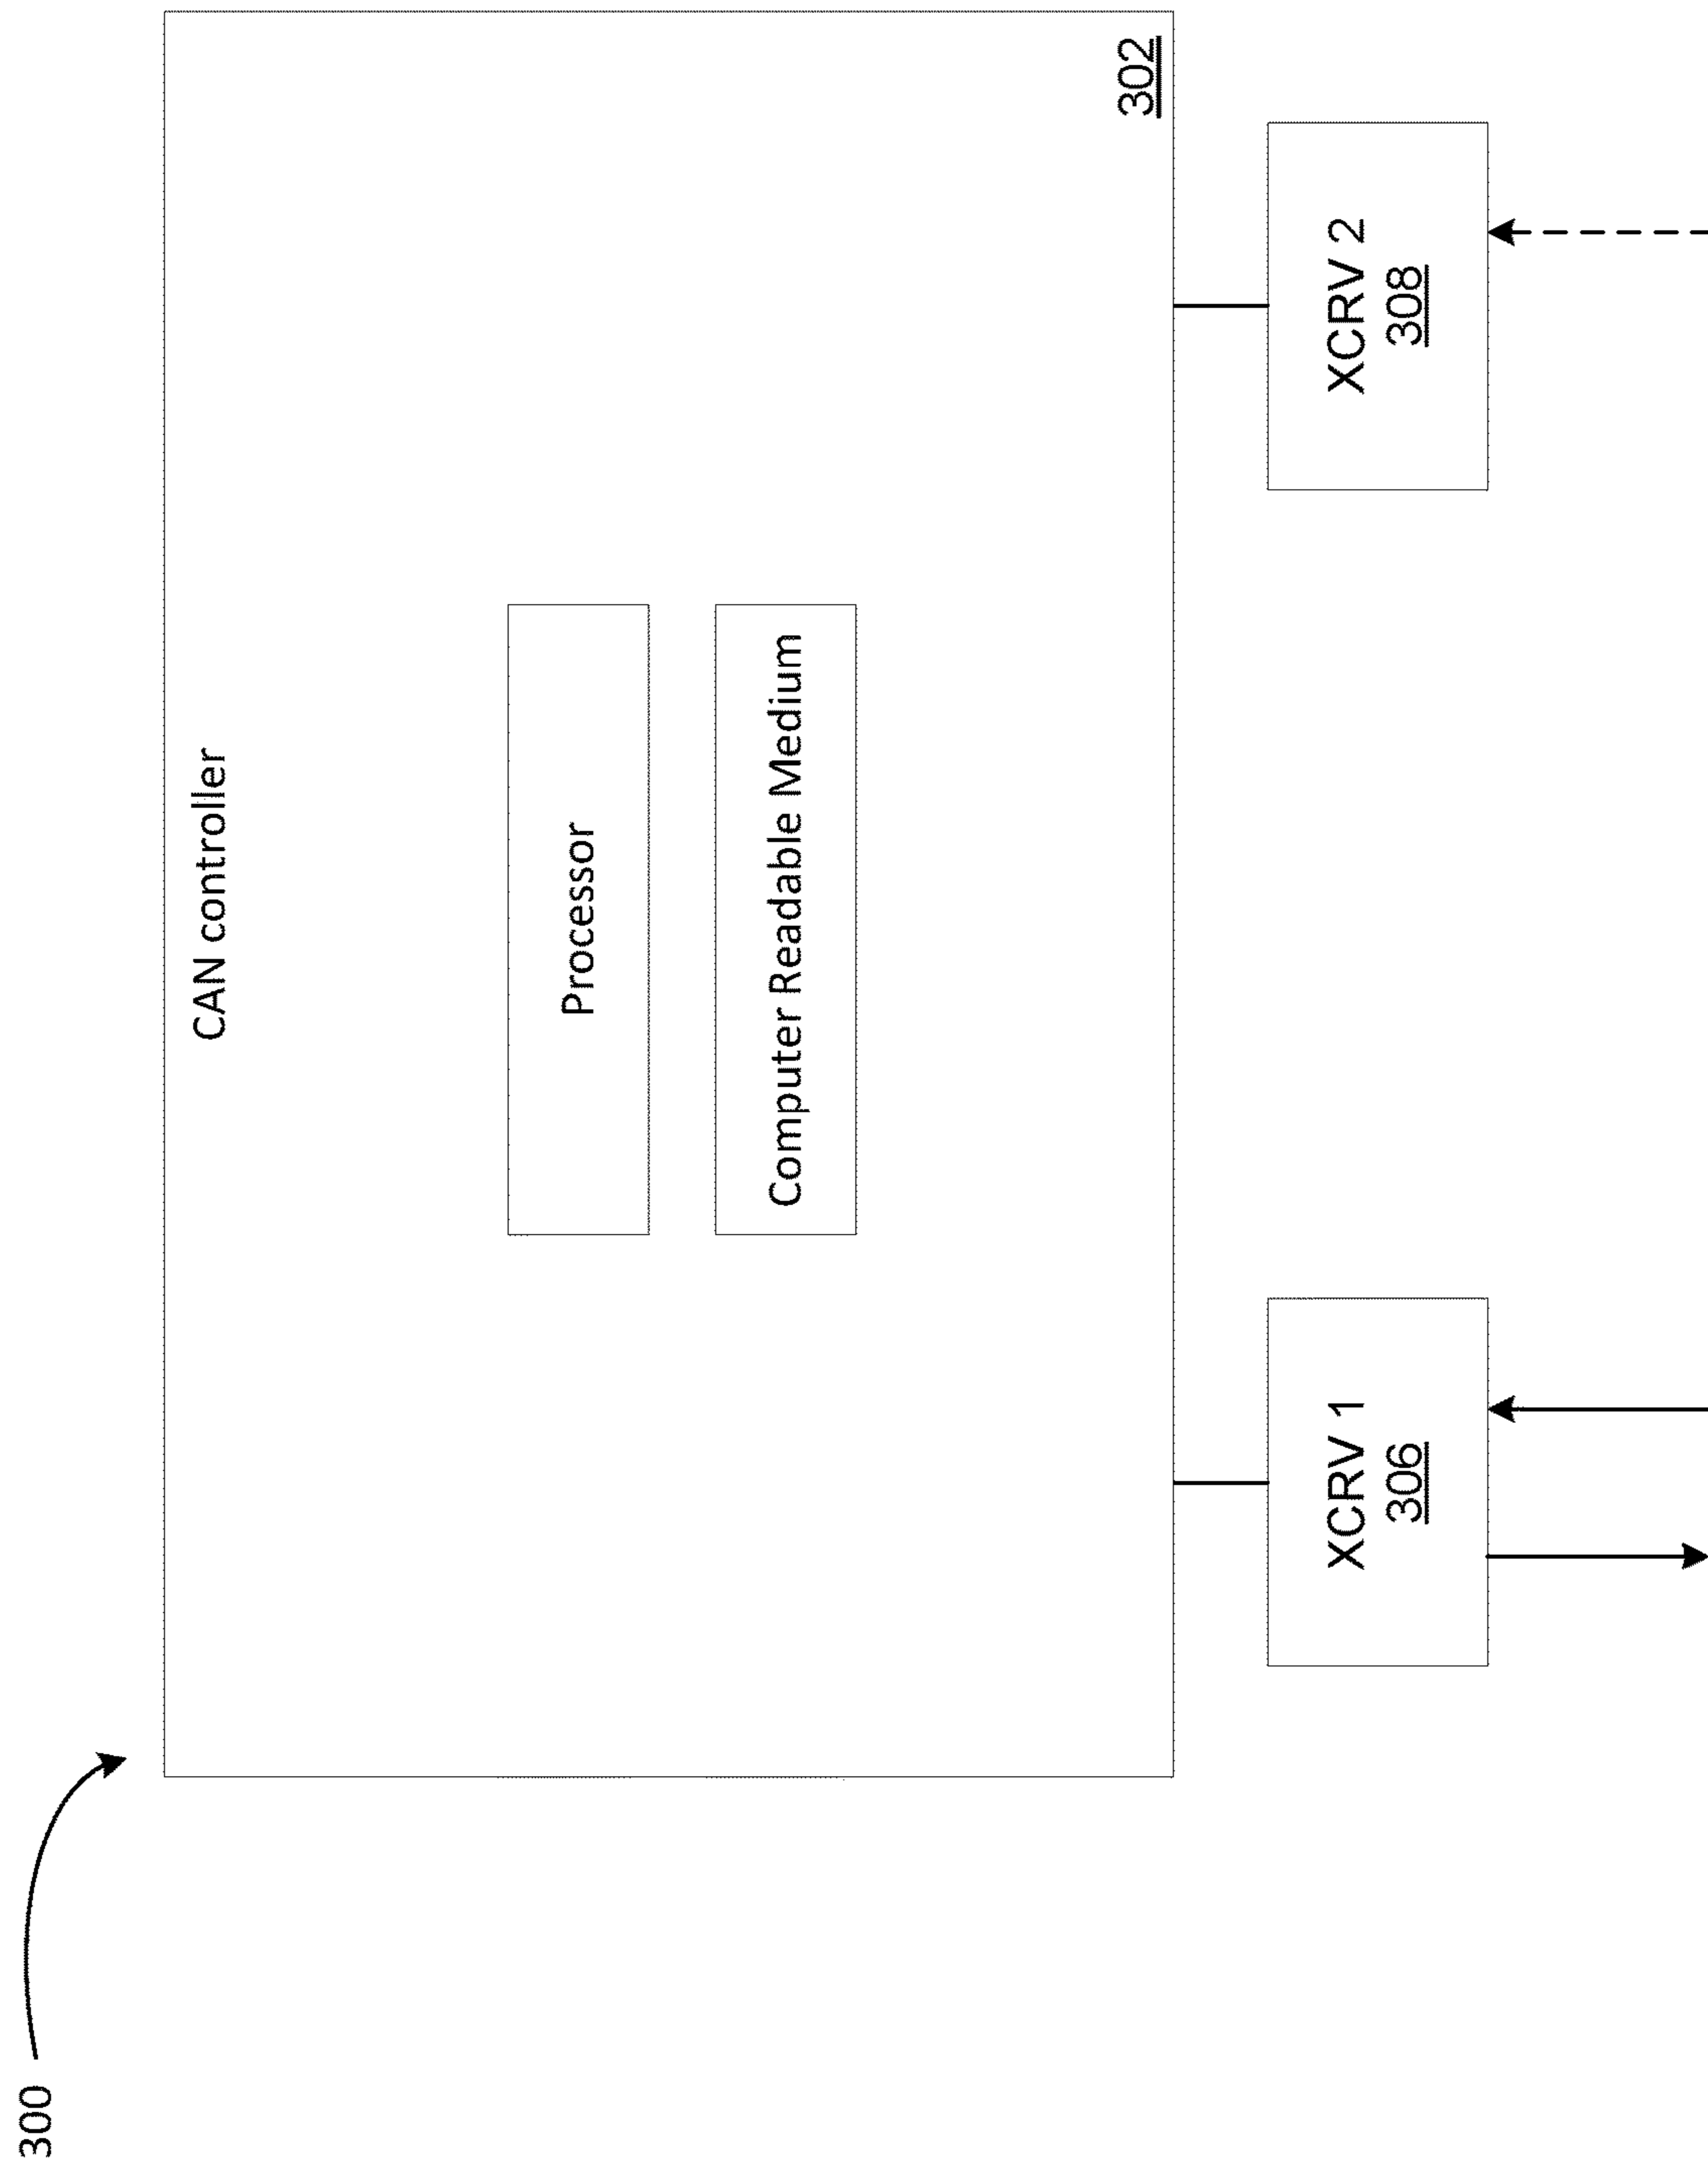 300
CAN controller
Processor
Computer Readable Medium
302
XCRV 1
306
XCRV 2
308